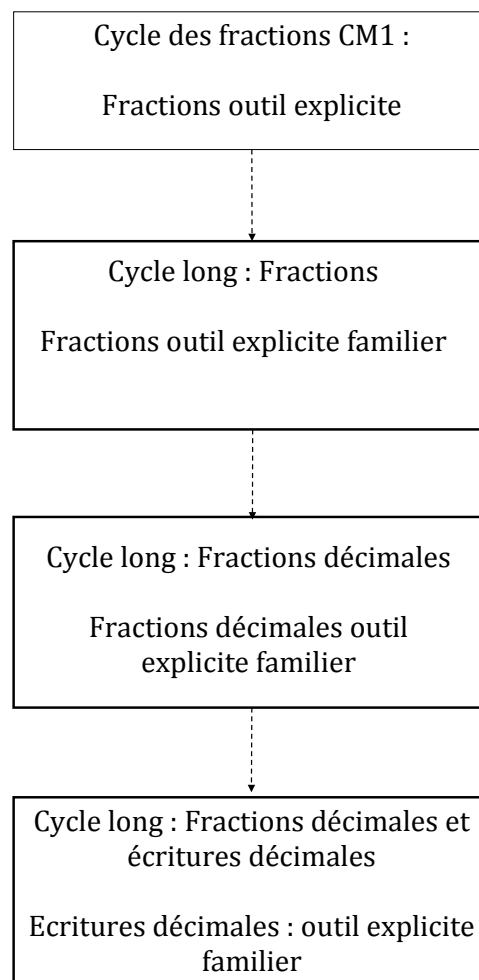 Cycle des fractions CM1 :
Fractions outil explicite
Cycle long : Fractions
Fractions outil explicite familier
Cycle long : Fractions décimales
Fractions décimales outil
explicite familier
Cycle long : Fractions décimales et
écritures décimales
Ecritures décimales : outil explicite
familier